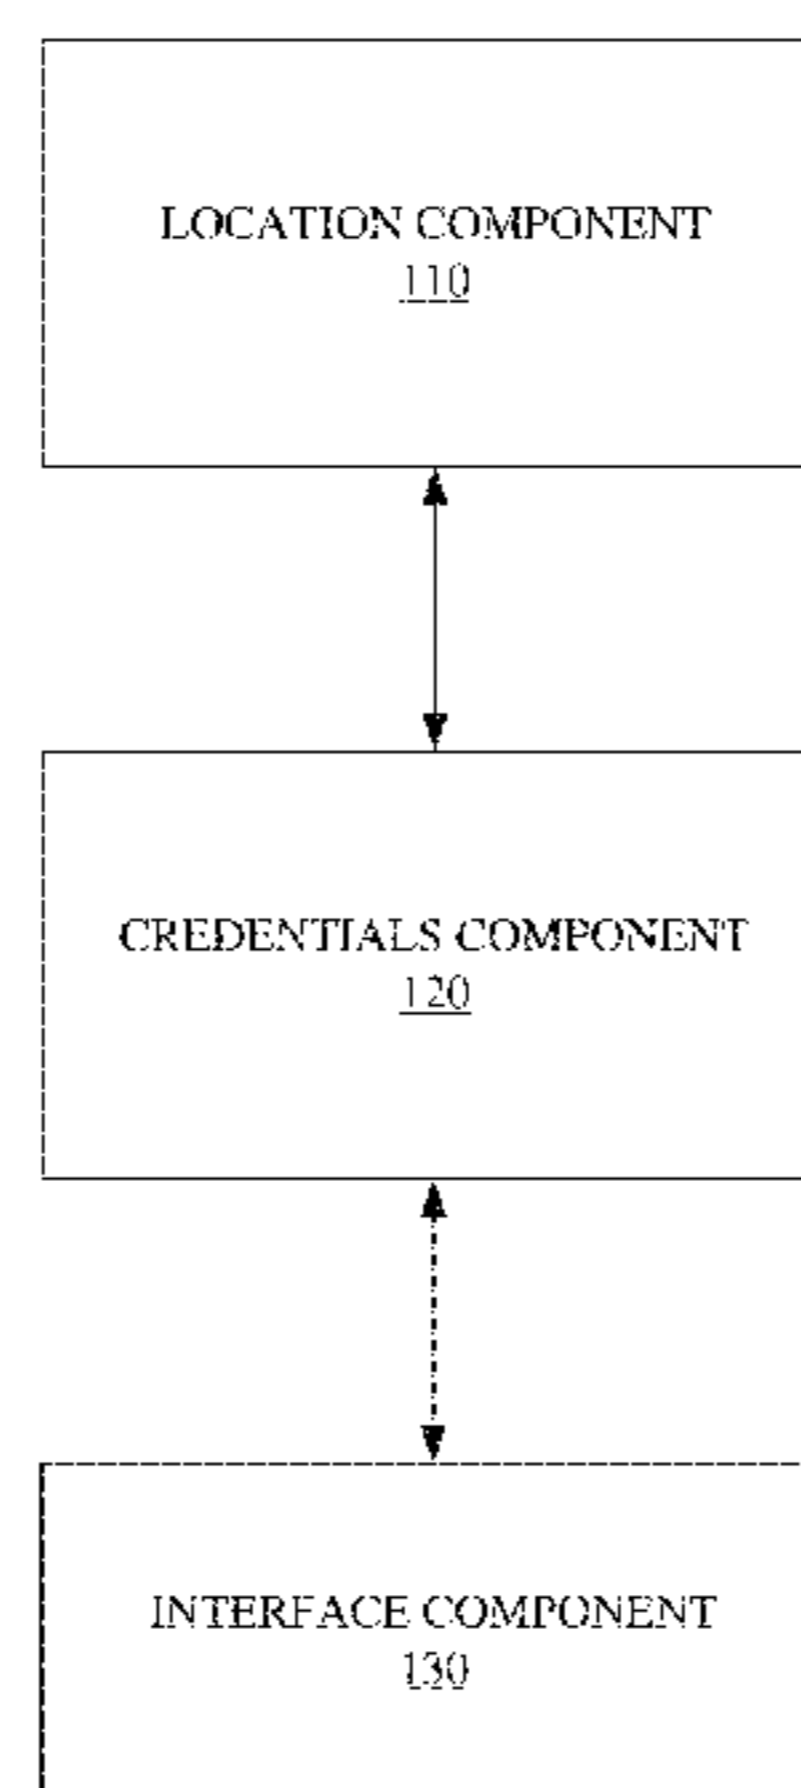 LOCATION COMPONENT
110
CREDENTIALS COMPONENT
120
INTERFACE COMPONENT
130